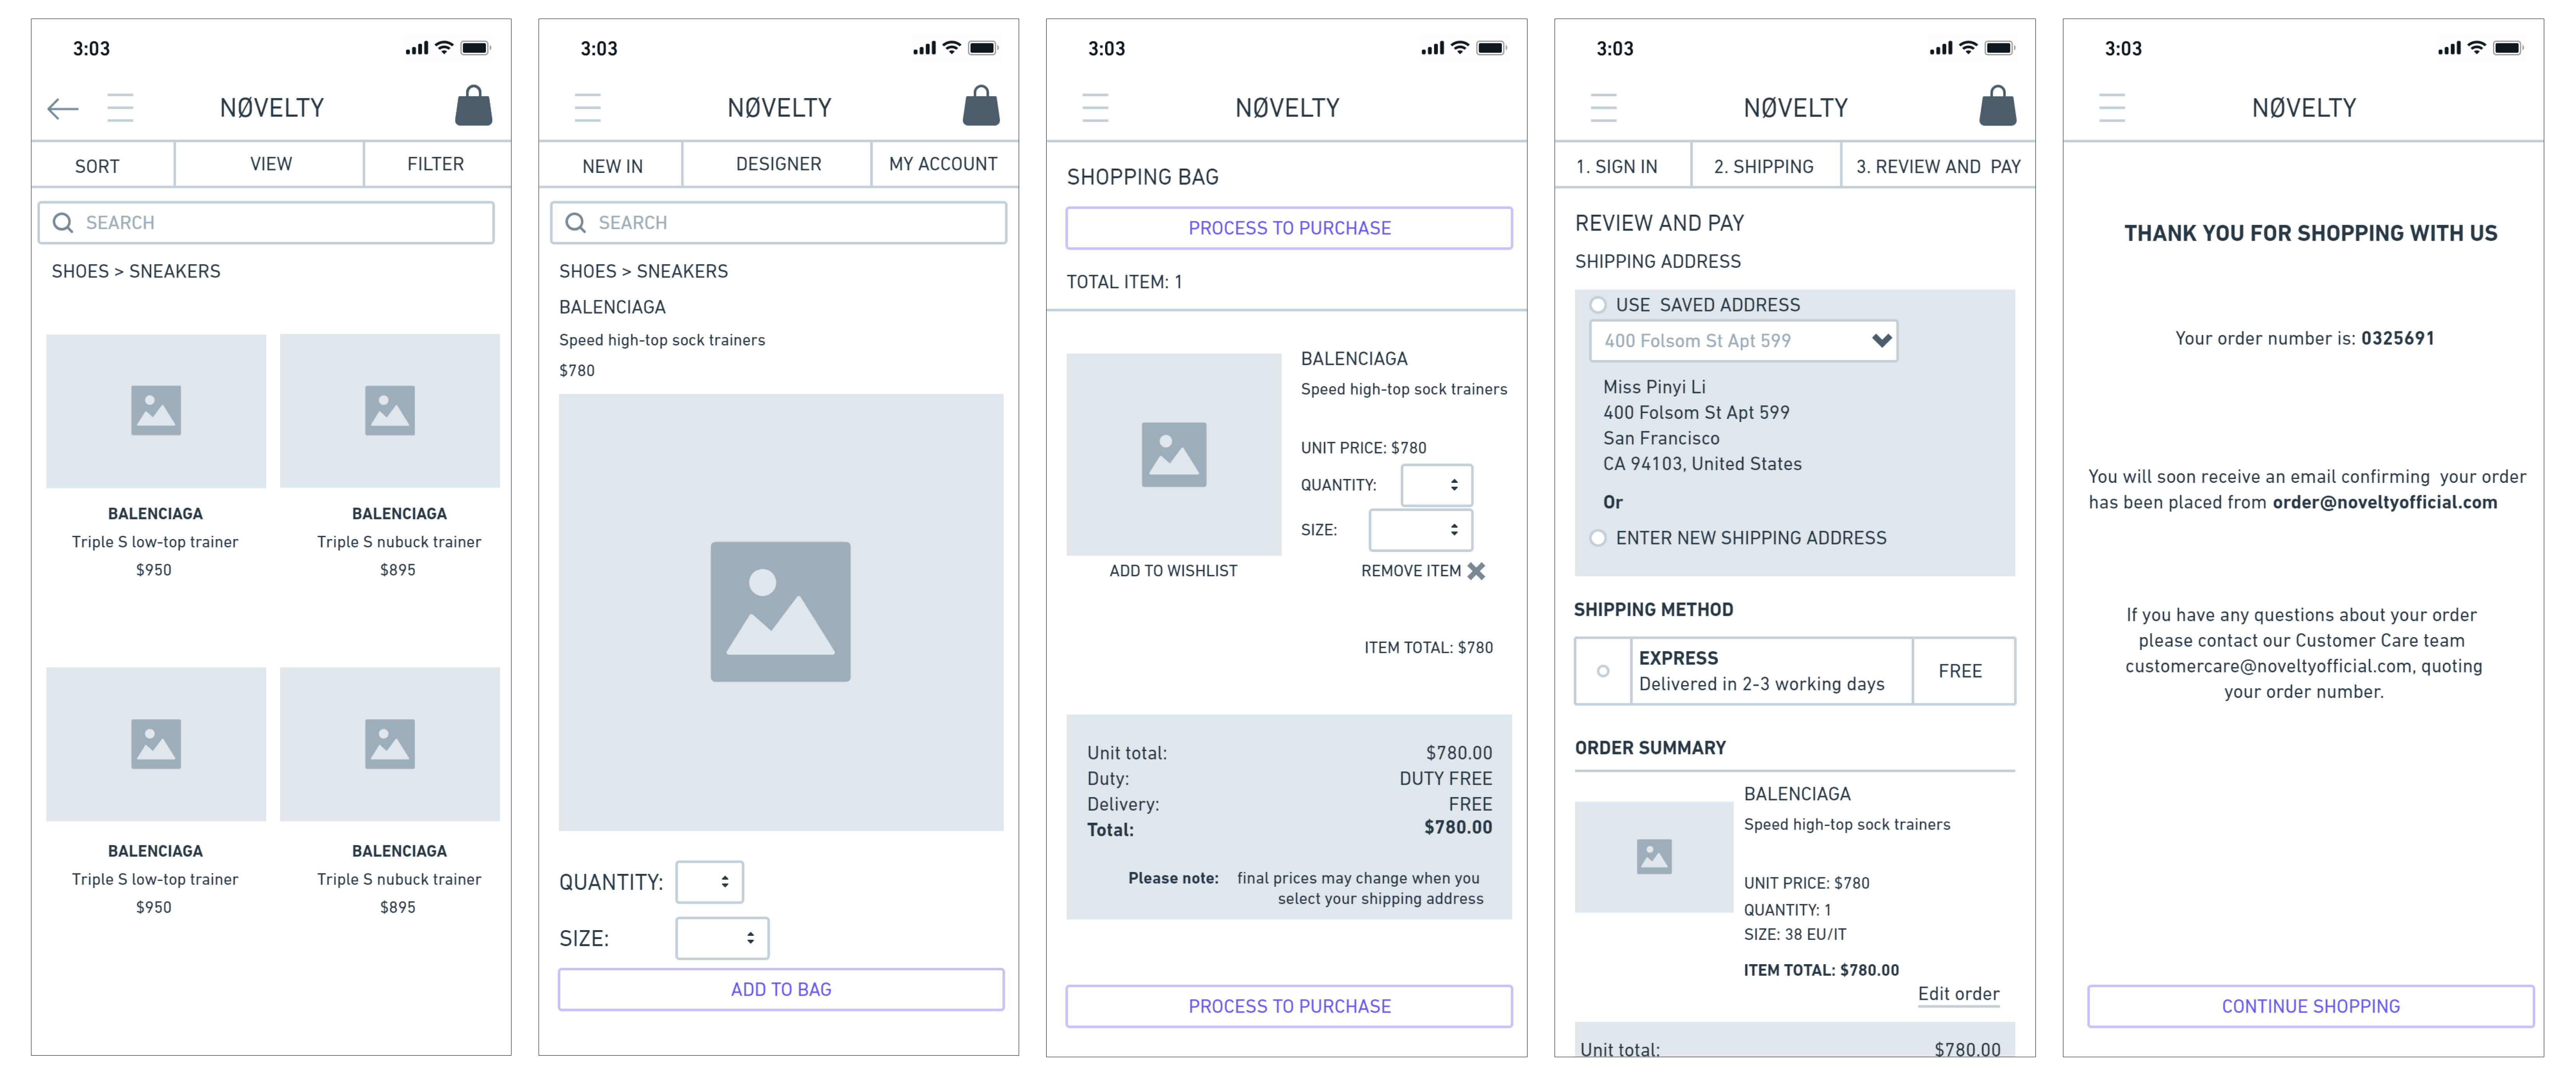 3:03
NØVELTY
SORT
VIEW
FILTER
SEARCH
SHOES > SNEAKERS
BALENCIAGA
Triple S low-top trainer
$950
BALENCIAGA
Triple S nubuck trainer
$895
BALENCIAGA
Triple S low-top trainer
$950
BALENCIAGA
Triple S nubuck trainer
$895
3:03
NØVELTY
NEW IN
DESIGNER
MY ACCOUNT
SEARCH
SHOES > SNEAKERS
BALENCIAGA
Speed high-top sock trainers
$780
QUANTITY:
SIZE:
ADD TO BAG
3:03
NØVELTY
SHOPPING BAG
PROCESS TO PURCHASE
TOTAL ITEM: 1
BALENCIAGA
Speed high-top sock trainers
UNIT PRICE: $780
QUANTITY:
SIZE:
ADD TO WISHLIST
REMOVE ITEM
ITEM TOTAL: $780
Unit total: $780.00
Duty: DUTY FREE
Delivery: FREE
Total: $780.00
Please note: final prices may change when you
select your shipping address
PROCESS TO PURCHASE
3:03
NØVELTY
1. SIGN IN
2. SHIPPING
3. REVIEW AND PAY
REVIEW AND PAY
SHIPPING ADDRESS
USE SAVED ADDRESS
400 Folsom St Apt 599
Miss Pinyi Li
400 Folsom St Apt 599
San Francisco
CA 94103, United States
Or
ENTER NEW SHIPPING ADDRESS
SHIPPING METHOD
EXPRESS
Delivered in 2-3 working days
FREE
ORDER SUMMARY
BALENCIAGA
Speed high-top sock trainers
UNIT PRICE: $780
QUANTITY: 1
SIZE: 38 EU/IT
ITEM TOTAL: $780.00
Edit order
Unit total: $780.00
3:03
NØVELTY
THANK YOU FOR SHOPPING WITH US
Your order number is: 0325691
You will soon receive an email confirming your order
has been placed from order@noveltyofficial.com
If you have any questions about your order
please contact our Customer Care team
customercare@noveltyofficial.com, quoting
your order number.
CONTINUE SHOPPING